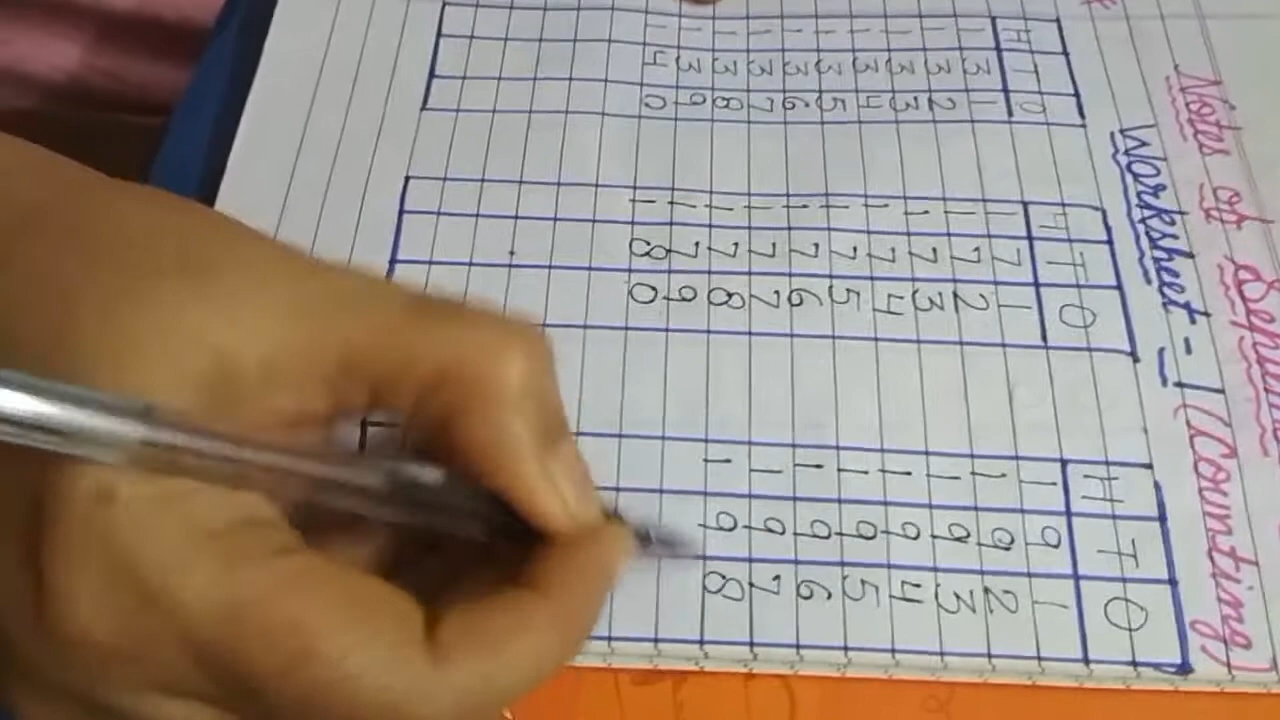 Notes of
Worksheet - 1 (Counting)
H T O H T O H T O
1 3 1 1 7 1 1 9 1
1 3 2 1 7 2 1 9 2
1 3 3 1 7 3 1 9 3
1 3 4 1 7 4 1 9 4
1 3 5 1 7 5 1 9 5
1 3 6 1 7 6 1 9 6
1 3 7 1 7 7 1 9 7
1 3 8 1 7 8 1 9 8
1 3 9 1 7 9
1 4 0 1 8 0